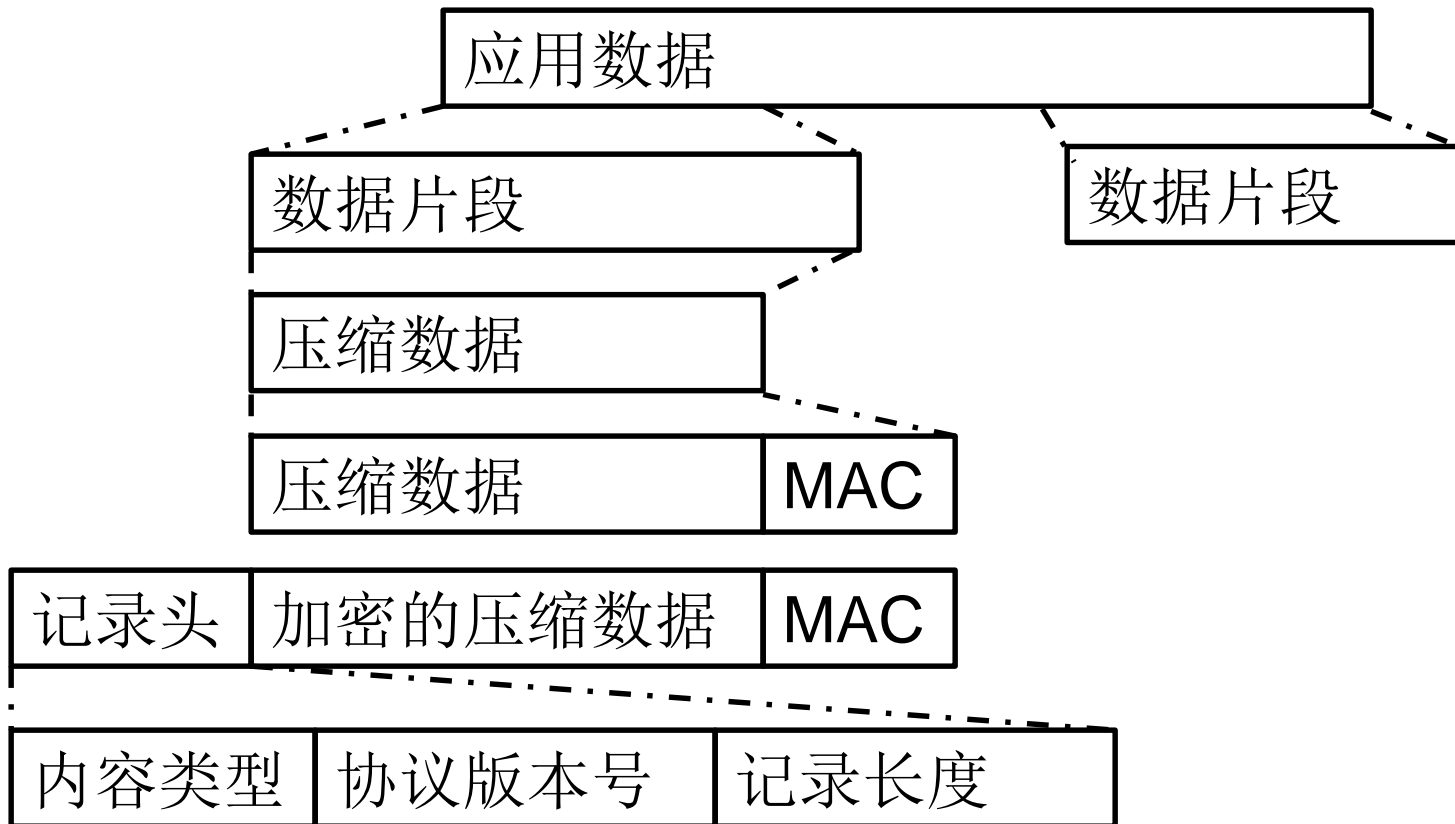 应用数据
数据片段 数据片段
压缩数据
压缩数据 MAC
记录头 加密的压缩数据 MAC
内容类型 协议版本号 记录长度